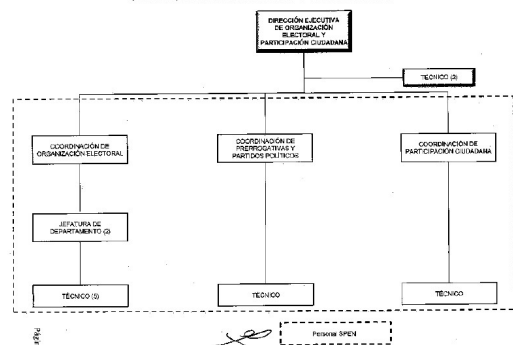 DIRECCIÓN EJECUTIVA
DE ORGANIZACIÓN
ELECTORAL Y
PARTICIPACIÓN CIUDADANA
TÉCNICO (3)
COORDINACIÓN DE
ORGANIZACIÓN ELECTORAL
COORDINACIÓN DE
PRERROGATIVAS Y
PARTIDOS POLÍTICOS
COORDINACIÓN DE
PARTICIPACIÓN CIUDADANA
JEFATURA DE
DEPARTAMENTO (2)
TÉCNICO (5)
TÉCNICO
TÉCNICO
Personal SPEN